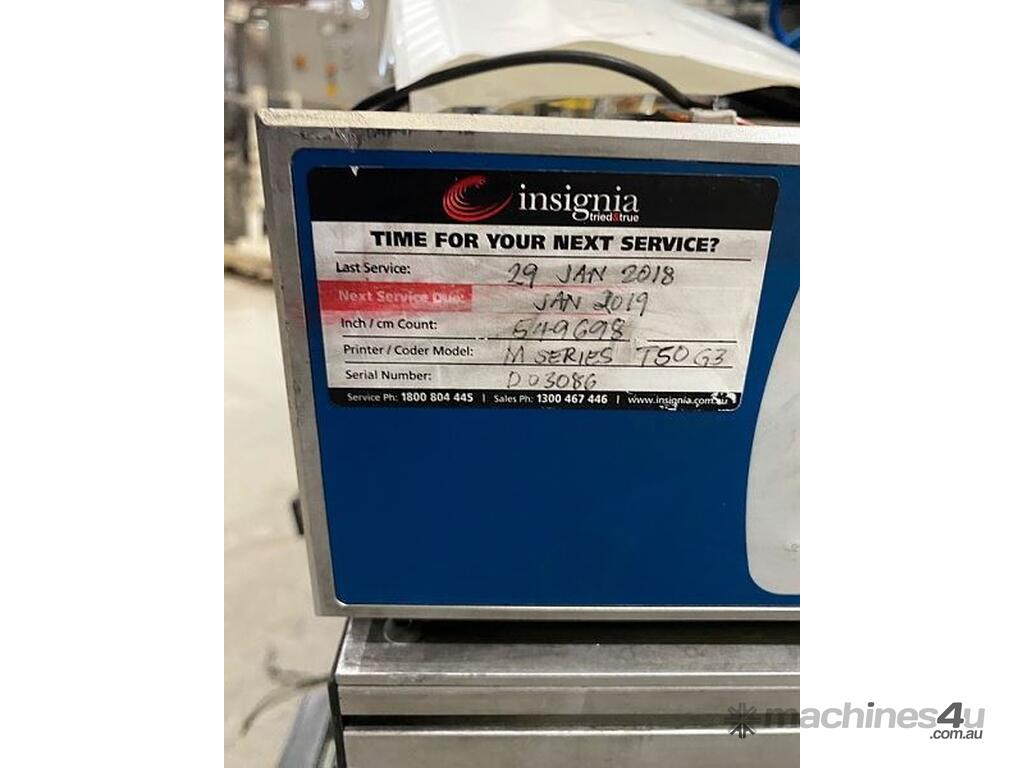 insignia
tried&true
TIME FOR YOUR NEXT SERVICE?
Last Service: 29 JAN 2018
Next Service Due: JAN 2019
Inch / cm Count: 549698
Printer / Coder Model: M SERIES T50 G3
Serial Number: D03086
Service Ph: 1800 804 445 | Sales Ph: 1300 467 446 | www.insignia.com.au
machines4u
.com.au